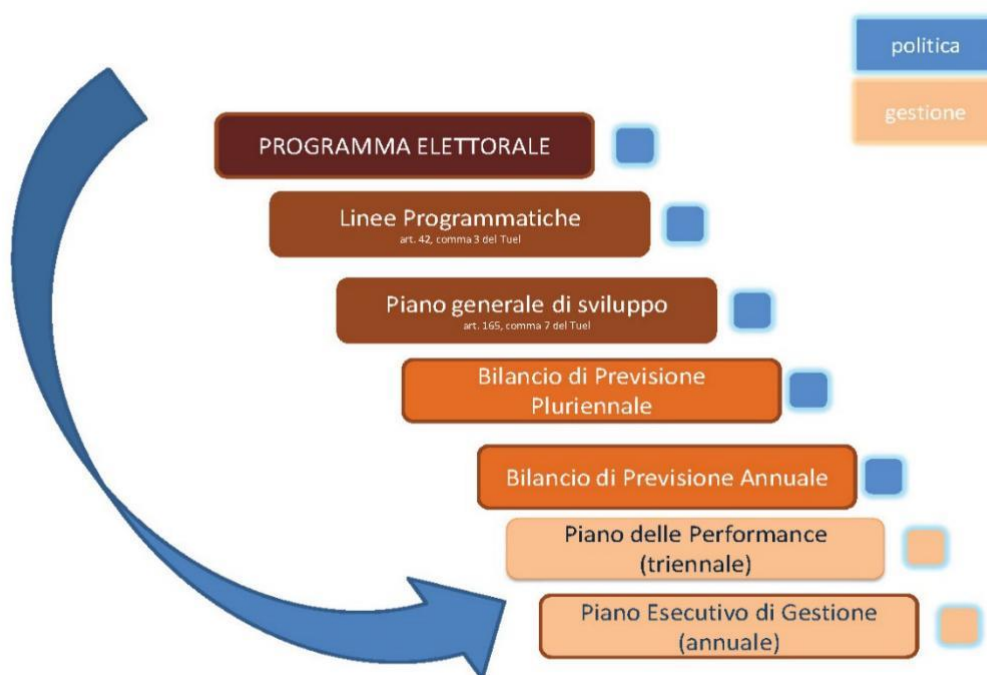 politica
gestione
PROGRAMMA ELETTORALE
Linee Programmatiche
art. 42, comma 3 del Tuel
Piano generale di sviluppo
art. 165, comma 7 del Tuel
Bilancio di Previsione
Pluriennale
Bilancio di Previsione Annuale
Piano delle Performance
(triennale)
Piano Esecutivo di Gestione
(annuale)